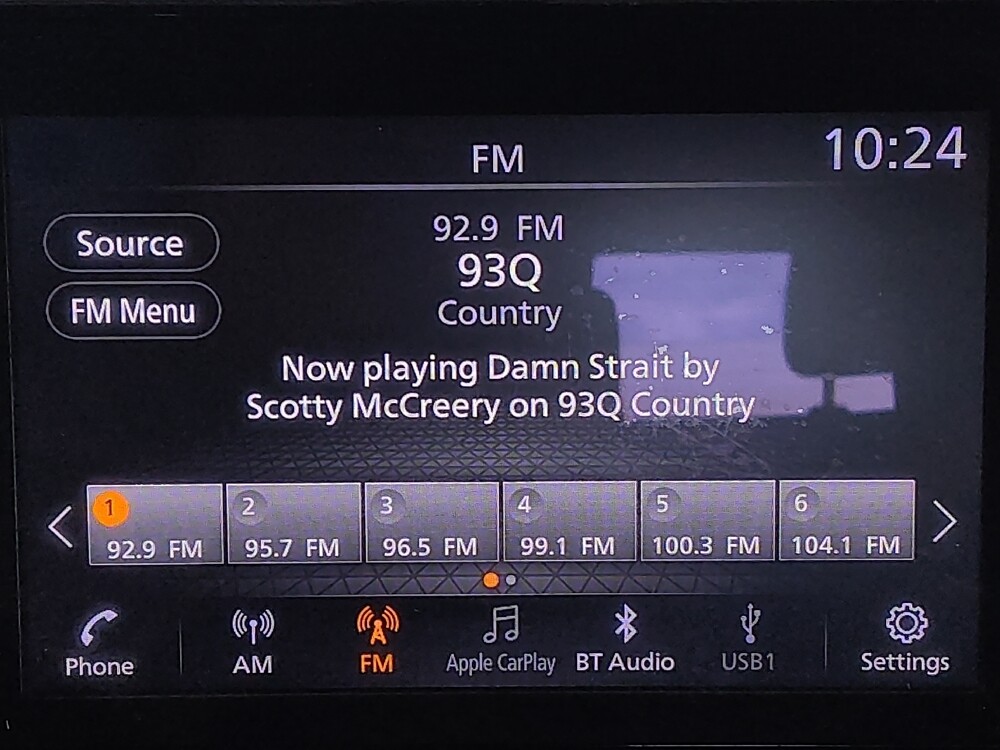 FM
10:24
Source
FM Menu
92.9 FM
93Q
Country
Now playing Damn Strait by
Scotty McCreery on 93Q Country
1 2 3 4 5 6
92.9 FM 95.7 FM 96.5 FM 99.1 FM 100.3 FM 104.1 FM
Phone AM FM Apple CarPlay BT Audio USB1 Settings